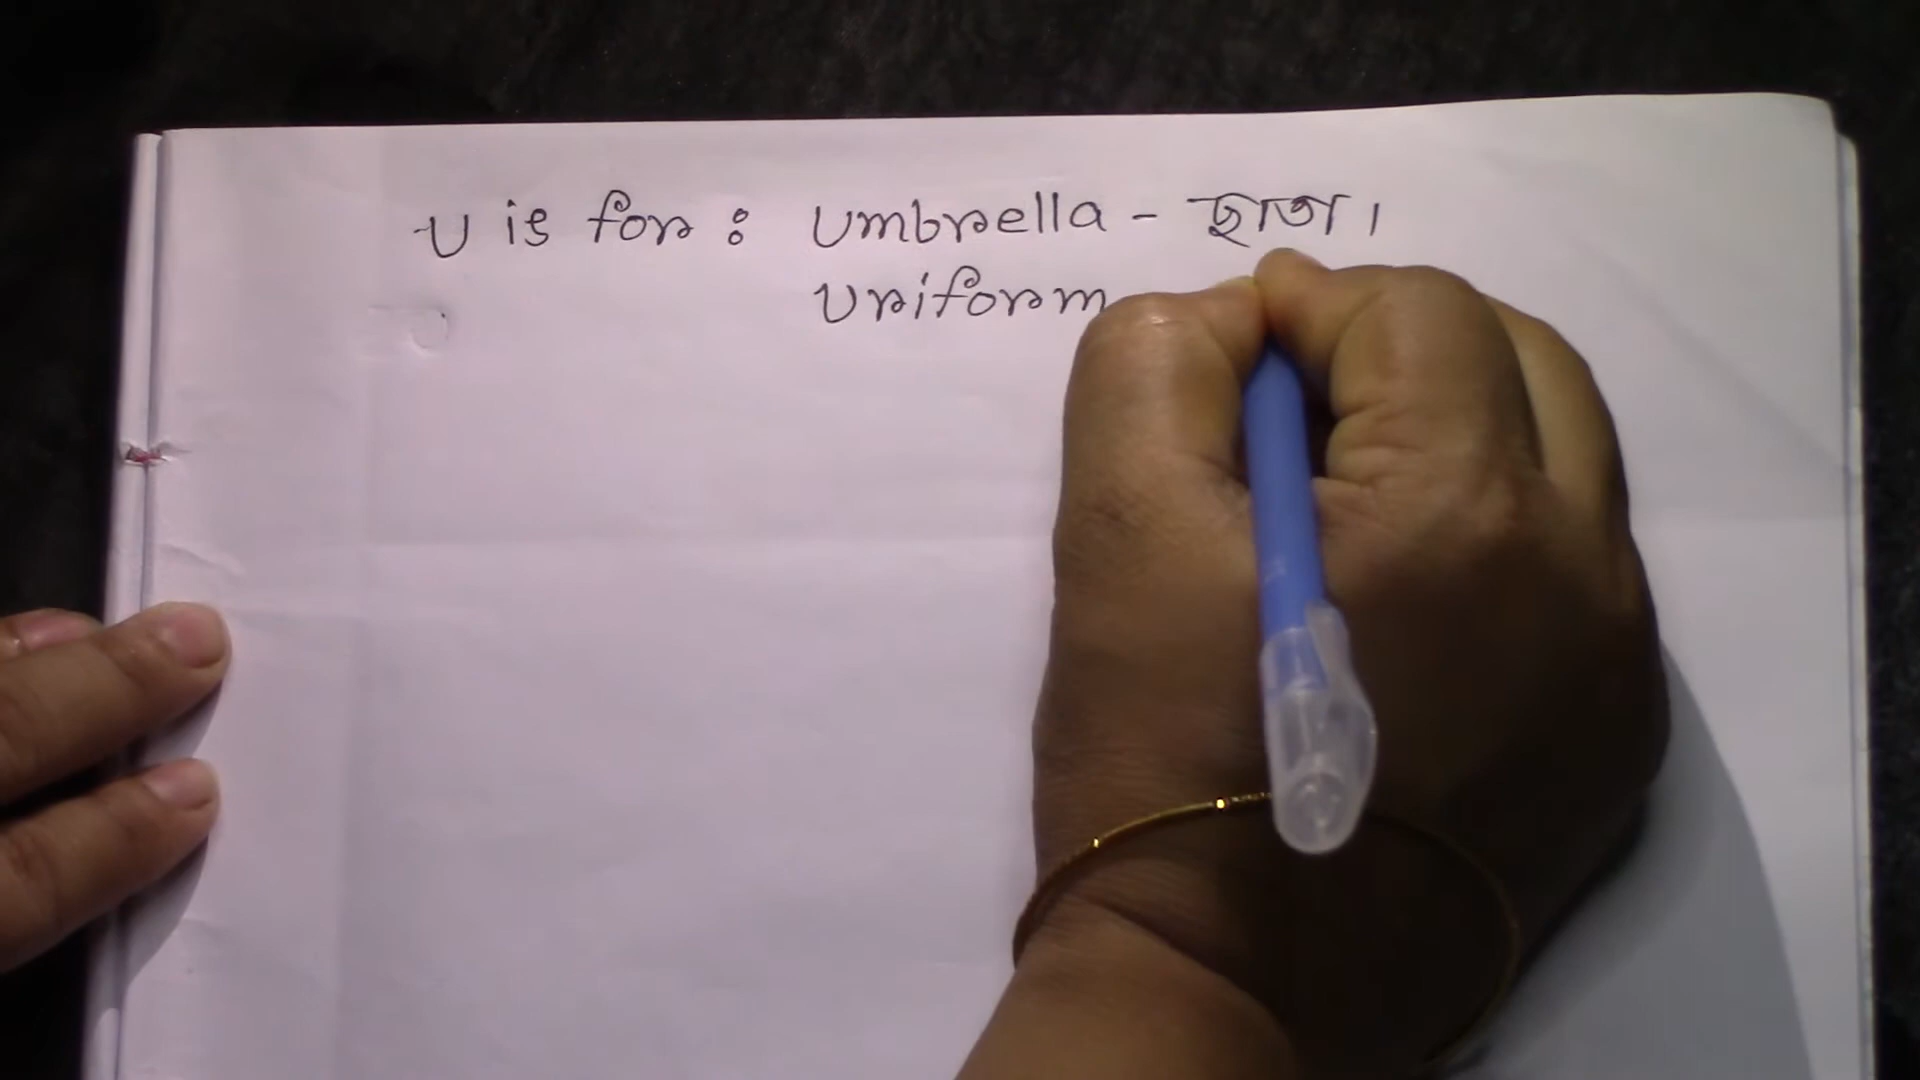 U is for : Umbrella - ছাতা।
Uniform